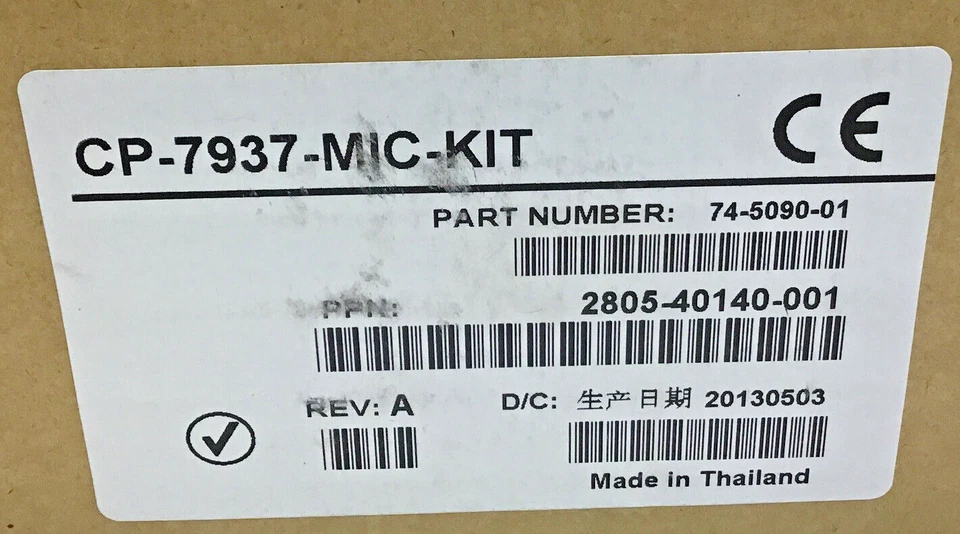 CE
CP-7937-MIC-KIT
PART NUMBER: 74-5090-01
PPN: 2805-40140-001
REV: A D/C: 生产日期 20130503
Made in Thailand